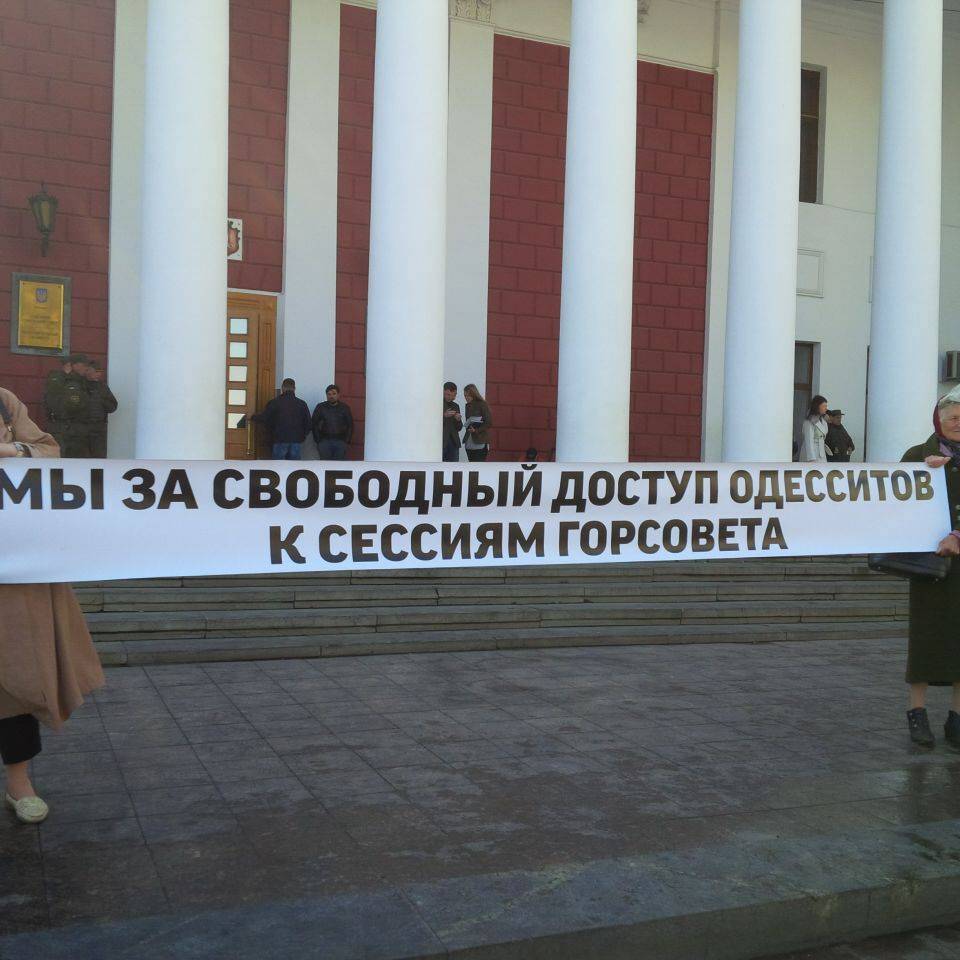 МЫ ЗА СВОБОДНЫЙ ДОСТУП ОДЕССИТОВ
К СЕССИЯМ ГОРСОВЕТА